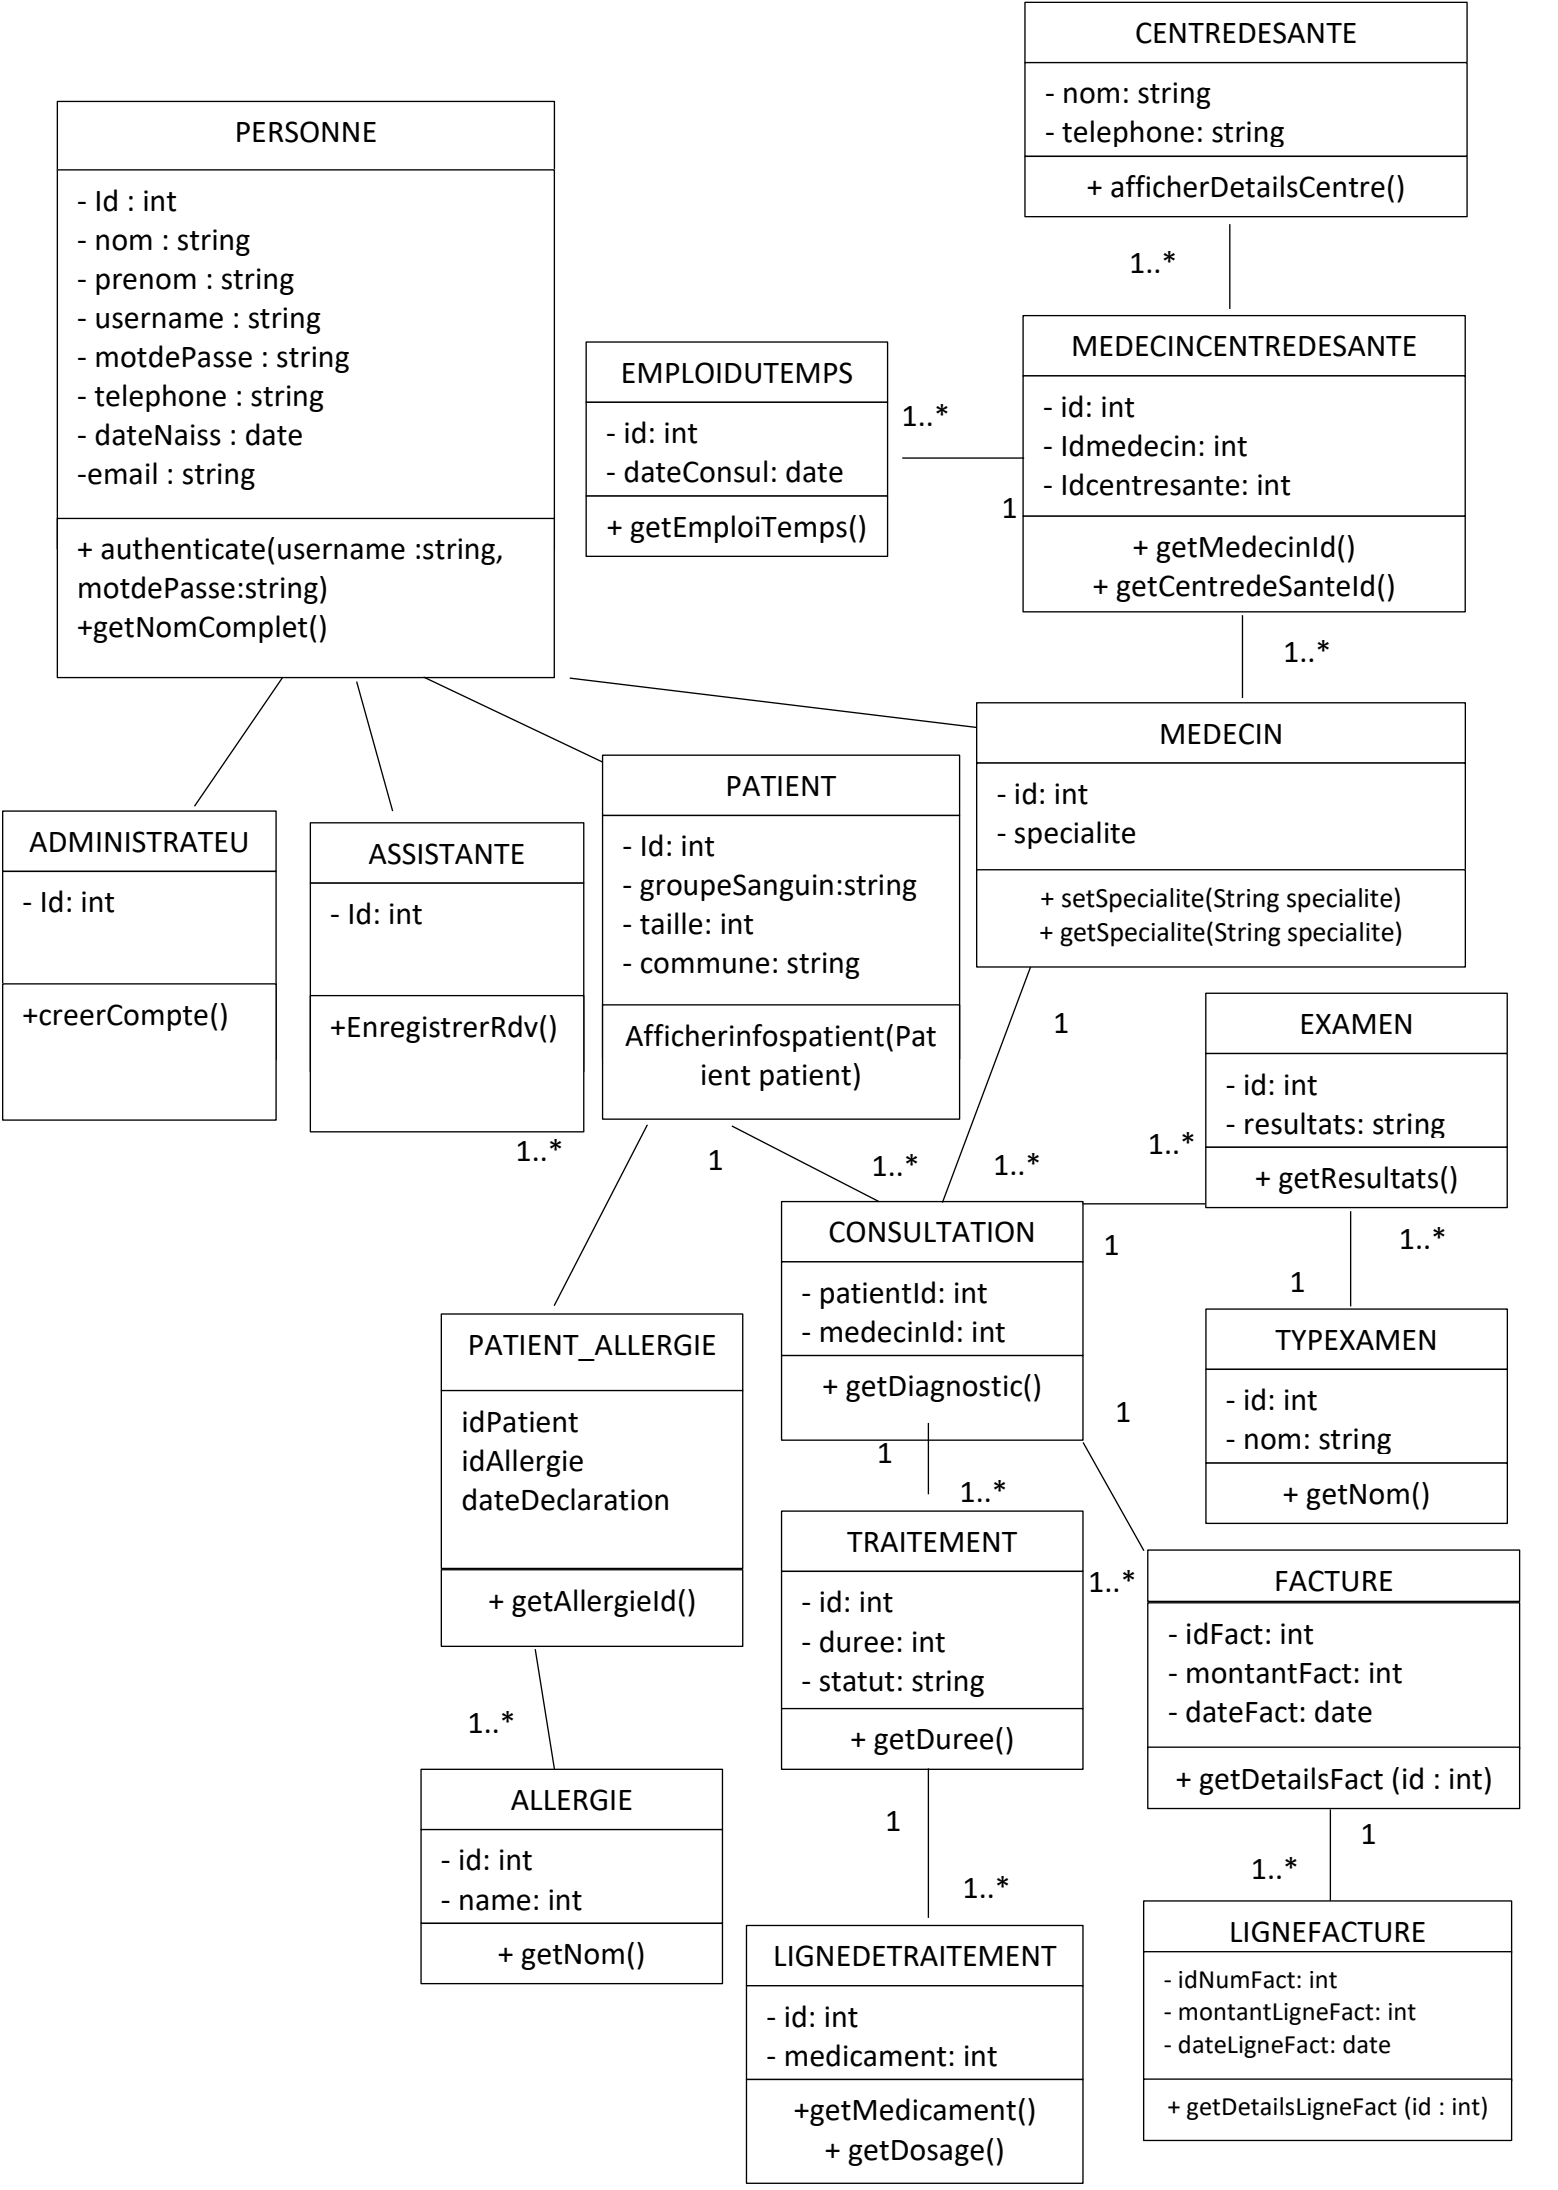 CENTREDESANTE
- nom: string
- telephone: string
+ afficherDetailsCentre()
1..*
PERSONNE
- Id : int
- nom : string
- prenom : string
- username : string
- motdePasse : string
- telephone : string
- dateNaiss : date
-email : string
+ authenticate(username :string,
motdePasse:string)
+getNomComplet()
EMPLOIDUTEMPS
- id: int
- dateConsul: date
+ getEmploiTemps()
1..*
1
MEDECINCENTREDESANTE
- id: int
- Idmedecin: int
- Idcentresante: int
+ getMedecinId()
+ getCentredeSanteId()
1..*
MEDECIN
- id: int
- specialite
+ setSpecialite(String specialite)
+ getSpecialite(String specialite)
ADMINISTRATEU
- Id: int
+creerCompte()
ASSISTANTE
- Id: int
+EnregistrerRdv()
PATIENT
- Id: int
- groupeSanguin:string
- taille: int
- commune: string
Afficherinfospatient(Pat
ient patient)
1
EXAMEN
- id: int
- resultats: string
+ getResultats()
1..*
1
1..*
1..*
1..*
CONSULTATION
- patientId: int
- medecinId: int
+ getDiagnostic()
1
1..*
1
TYPEXAMEN
- id: int
- nom: string
+ getNom()
PATIENT_ALLERGIE
idPatient
idAllergie
dateDeclaration
+ getAllergieId()
1
1
1..*
TRAITEMENT
- id: int
- duree: int
- statut: string
+ getDuree()
1..*
FACTURE
- idFact: int
- montantFact: int
- dateFact: date
+ getDetailsFact (id : int)
1..*
ALLERGIE
- id: int
- name: int
+ getNom()
1
1..*
1
1..*
LIGNEDETRAITEMENT
- id: int
- medicament: int
+getMedicament()
+ getDosage()
LIGNEFACTURE
- idNumFact: int
- montantLigneFact: int
- dateLigneFact: date
+ getDetailsLigneFact (id : int)